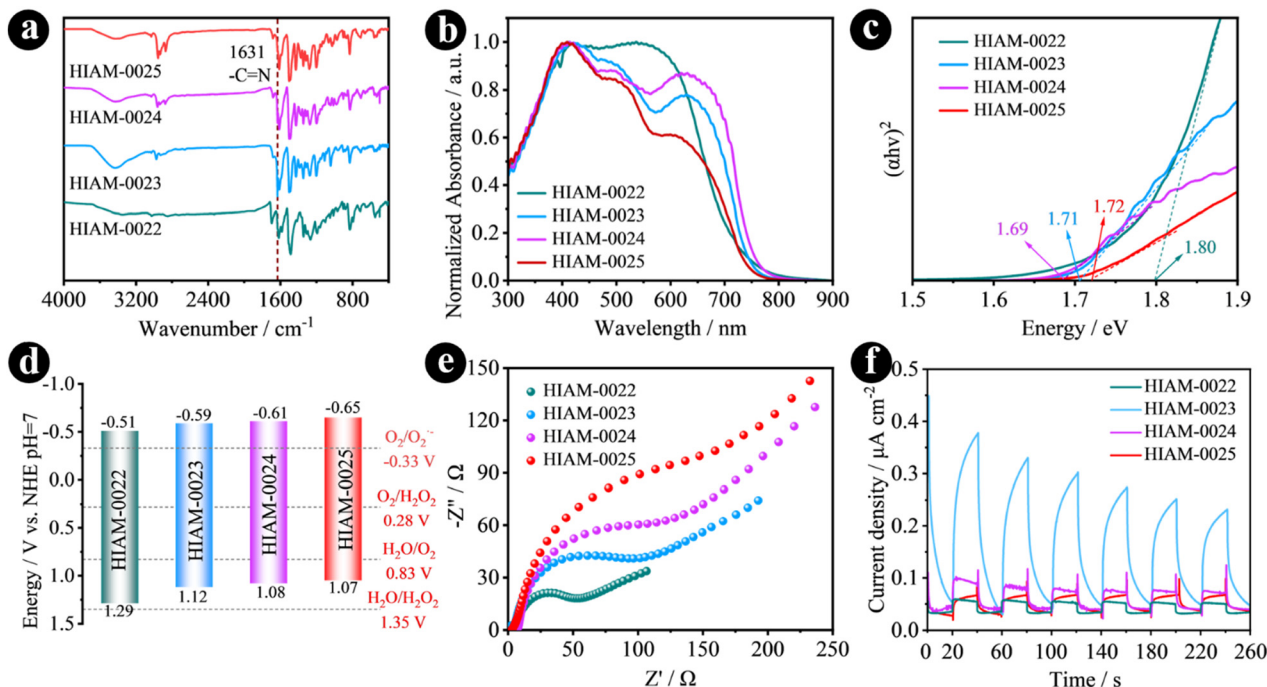 a
1631
-C=N
HIAM-0025
HIAM-0024
HIAM-0023
HIAM-0022
4000
3200
2400
1600
800
Wavenumber / cm-1
b
Normalized Absorbance / a.u.
1.0
0.8
0.6
0.4
0.2
0.0
HIAM-0022
HIAM-0023
HIAM-0024
HIAM-0025
300
400
500
600
700
800
900
Wavelength / nm
c
(αhv)2
HIAM-0022
HIAM-0023
HIAM-0024
HIAM-0025
1.69
1.71
1.72
1.80
1.5
1.6
1.7
1.8
1.9
Energy / eV
d
Energy / V vs. NHE pH=7
-1.0
-0.5
0.0
0.5
1.0
1.5
-0.51
-0.59
-0.61
-0.65
HIAM-0022
HIAM-0023
HIAM-0024
HIAM-0025
1.29
1.12
1.08
1.07
O2/O2·-
-0.33 V
O2/H2O2
0.28 V
H2O/O2
0.83 V
H2O/H2O2
1.35 V
e
-Z'' / Ω
150
120
90
60
30
0
HIAM-0022
HIAM-0023
HIAM-0024
HIAM-0025
0
50
100
150
200
250
Z' / Ω
f
Current density / μA cm-2
0.5
0.4
0.3
0.2
0.1
0.0
HIAM-0022
HIAM-0023
HIAM-0024
HIAM-0025
0
20
40
60
80
100
120
140
160
180
200
220
240
260
Time / s